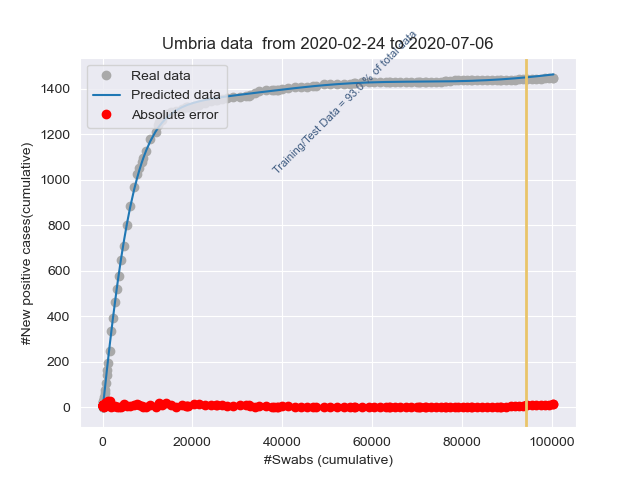 Umbria data  from 2020-02-24 to 2020-07-06
Real data
Predicted data
Absolute error
Training/Test Data = 93.0 % of total data
#New positive cases(cumulative)
1400
1200
1000
800
600
400
200
0
0
20000
40000
60000
80000
100000
#Swabs (cumulative)